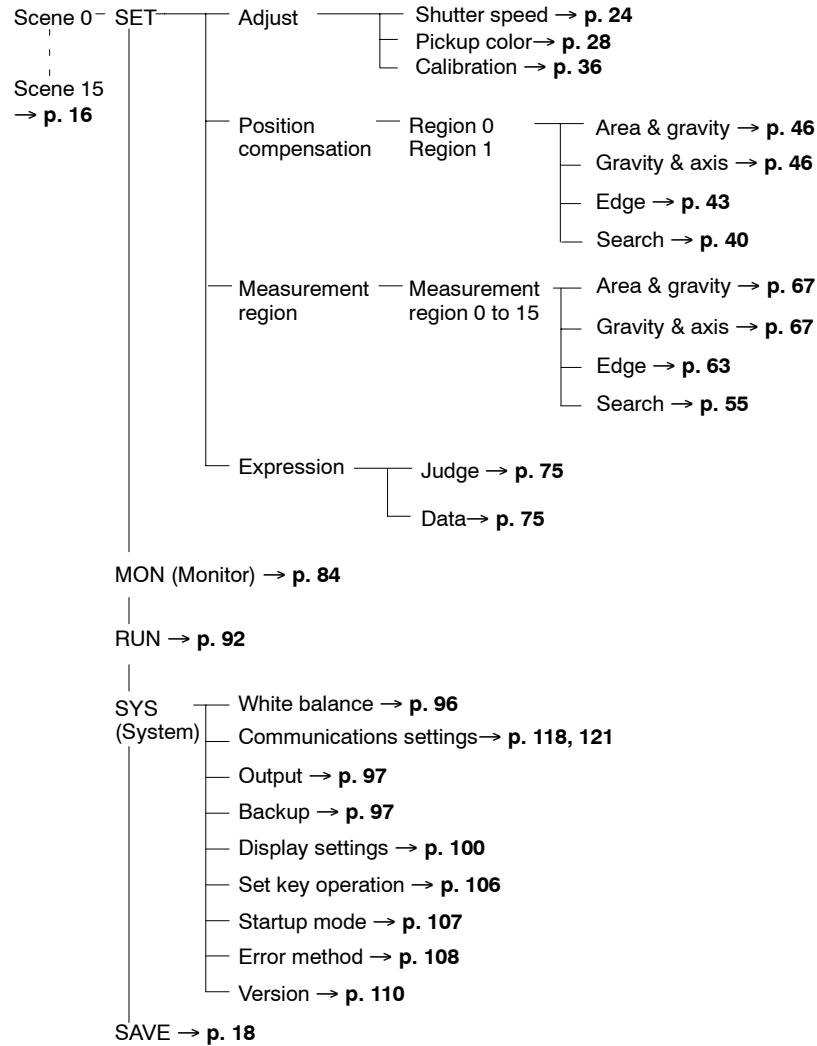 Scene 0 SET Adjust Shutter speed → p. 24
Pickup color→ p. 28
Calibration → p. 36
Scene 15
→ p. 16
Position compensation Region 0 Region 1 Area & gravity → p. 46
Gravity & axis → p. 46
Edge → p. 43
Search → p. 40
Measurement region Measurement region 0 to 15 Area & gravity → p. 67
Gravity & axis → p. 67
Edge → p. 63
Search → p. 55
Expression Judge → p. 75
Data→ p. 75
MON (Monitor) → p. 84
RUN → p. 92
SYS (System) White balance → p. 96
Communications settings→ p. 118, 121
Output → p. 97
Backup → p. 97
Display settings → p. 100
Set key operation → p. 106
Startup mode → p. 107
Error method → p. 108
Version → p. 110
SAVE → p. 18